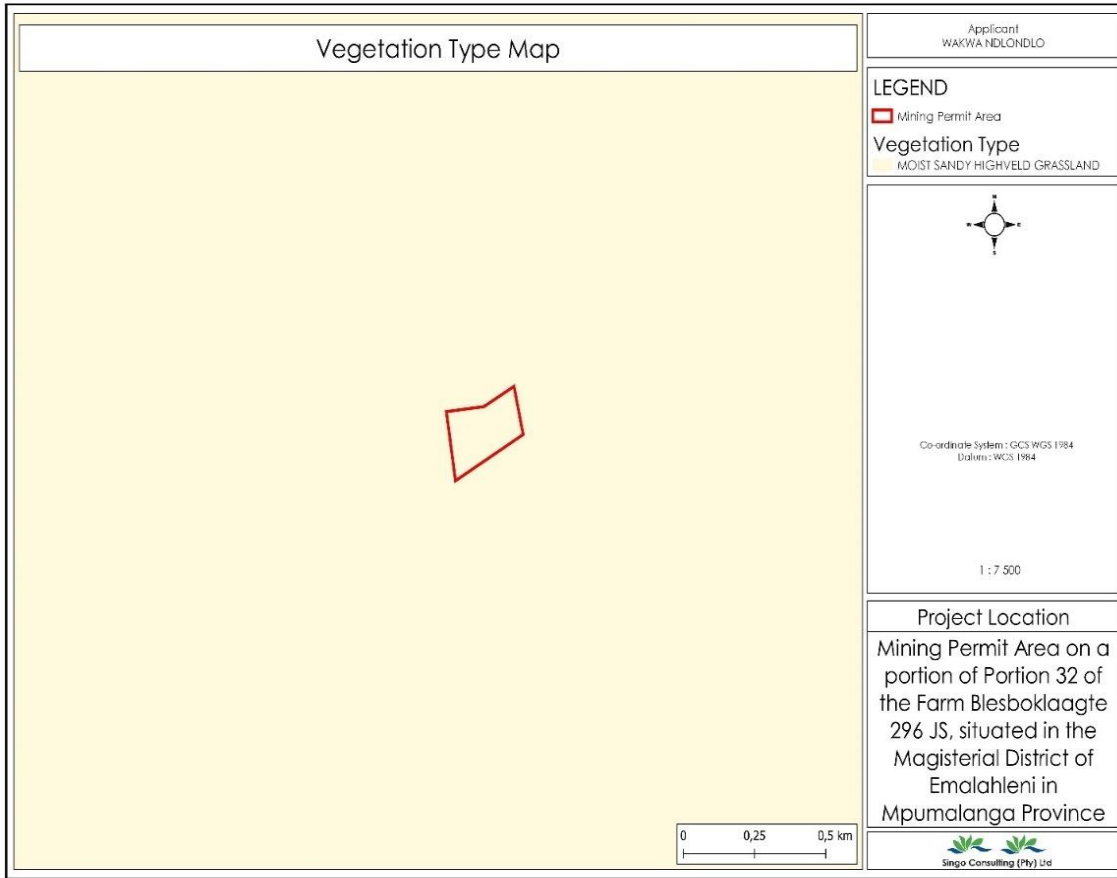 Vegetation Type Map
Applicant
WAKWA NDLONDLO
LEGEND
Mining Permit Area
Vegetation Type
MOIST SANDY HIGHVELD GRASSLAND
N
W E
S
Co-ordinate System : GCS WGS 1984
Datum : WGS 1984
1 : 7 500
Project Location
Mining Permit Area on a
portion of Portion 32 of
the Farm Blesboklaagte
296 JS, situated in the
Magisterial District of
Emalahleni in
Mpumalanga Province
0 0,25 0,5 km
Singo Consulting (Pty) Ltd